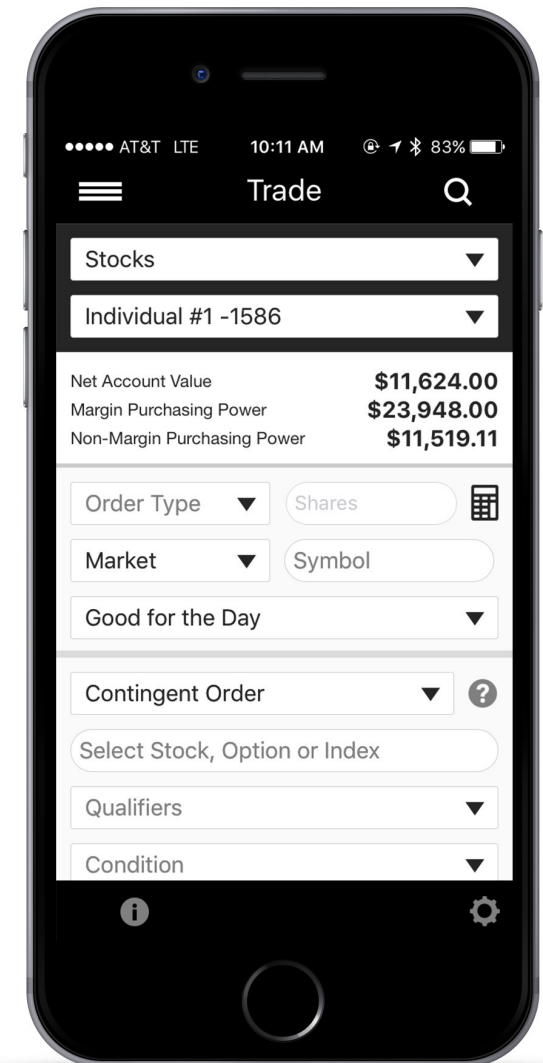 AT&T LTE 10:11 AM 83%
Trade
Stocks
Individual #1 -1586
Net Account Value $11,624.00
Margin Purchasing Power $23,948.00
Non-Margin Purchasing Power $11,519.11
Order Type Shares
Market Symbol
Good for the Day
Contingent Order ?
Select Stock, Option or Index
Qualifiers
Condition
i